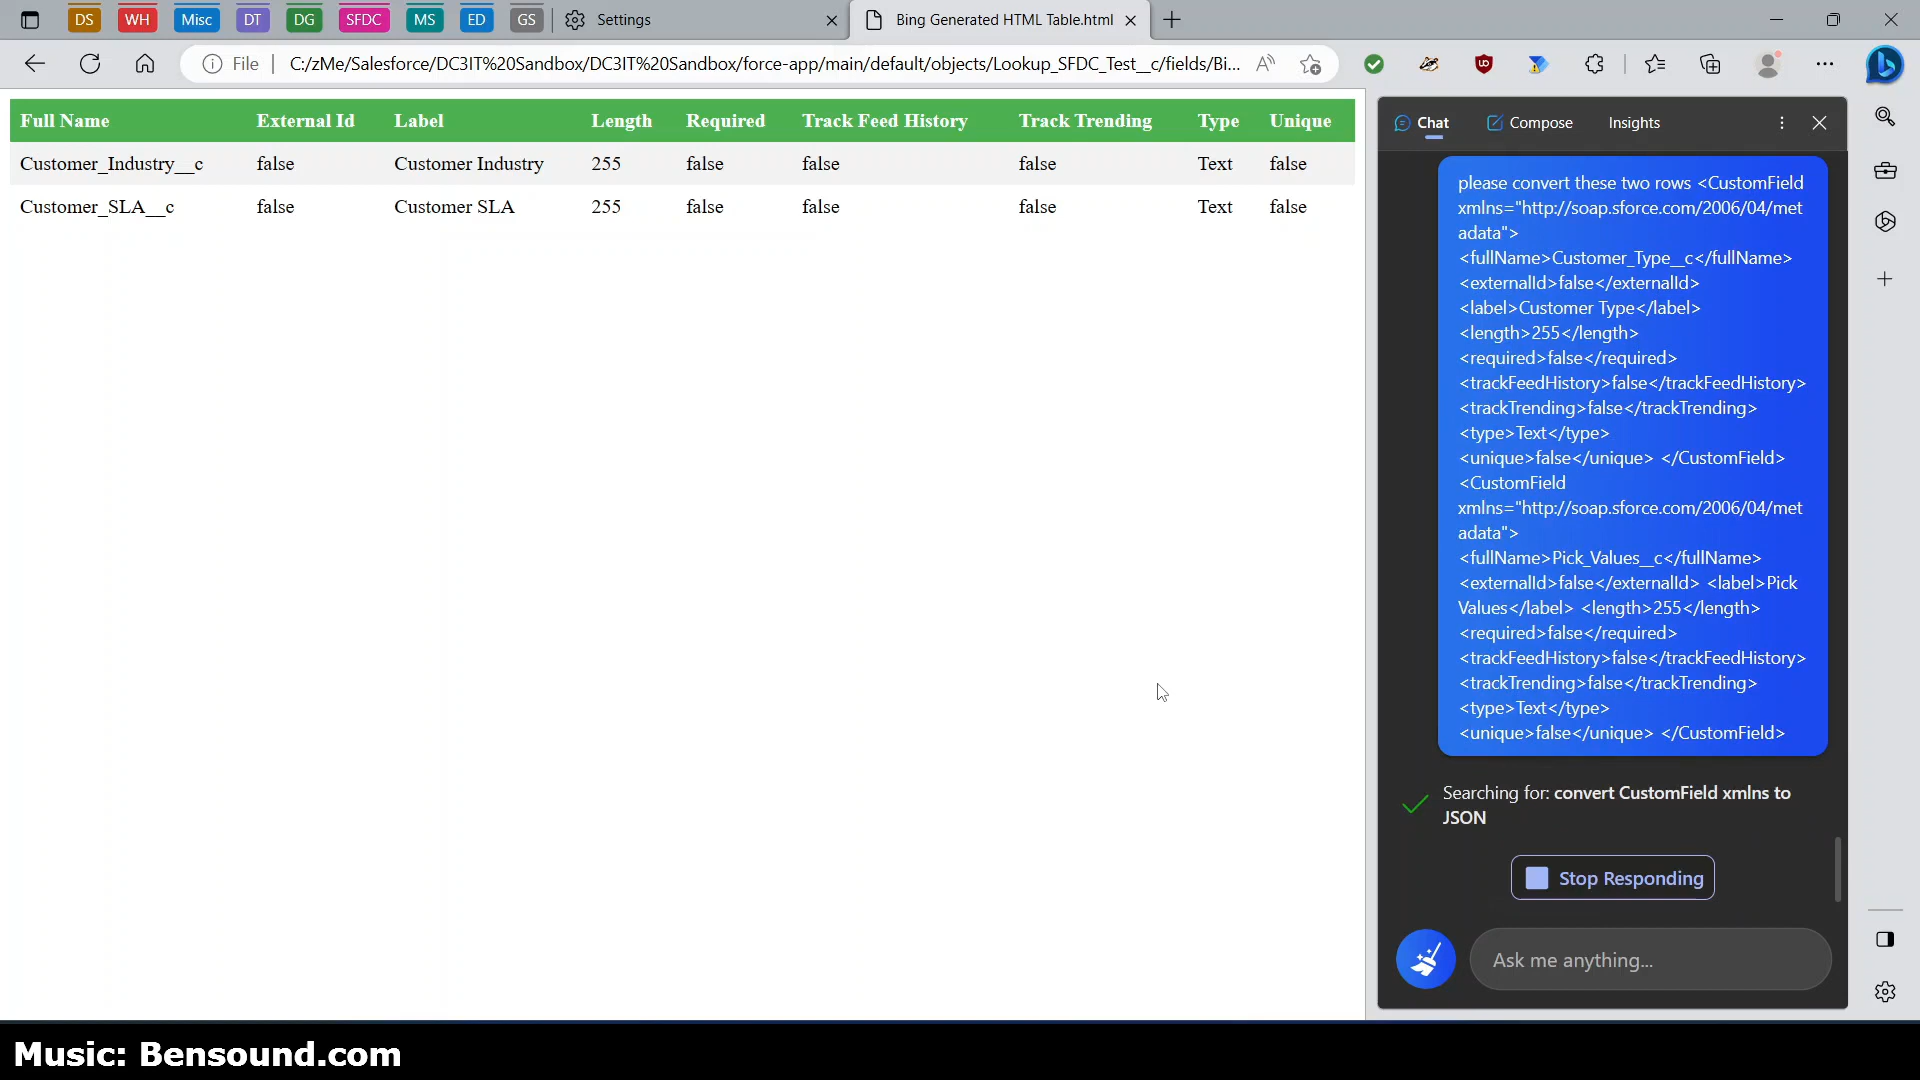 DS WH Misc DT DG SFDC MS ED GS Settings Bing Generated HTML Table.html
File C:/zMe/Salesforce/DC3IT%20Sandbox/DC3IT%20Sandbox/force-app/main/default/objects/Lookup_SFDC_Test__c/fields/Bi...
Full Name External Id Label Length Required Track Feed History Track Trending Type Unique
Customer_Industry__c false Customer Industry 255 false false false Text false
Customer_SLA__c false Customer SLA 255 false false false Text false
Chat Compose Insights
please convert these two rows <CustomField
xmlns="http://soap.sforce.com/2006/04/met
adata">
<fullName>Customer_Type__c</fullName>
<externalId>false</externalId>
<label>Customer Type</label>
<length>255</length>
<required>false</required>
<trackFeedHistory>false</trackFeedHistory>
<trackTrending>false</trackTrending>
<type>Text</type>
<unique>false</unique> </CustomField>
<CustomField
xmlns="http://soap.sforce.com/2006/04/met
adata">
<fullName>Pick_Values__c</fullName>
<externalId>false</externalId> <label>Pick
Values</label> <length>255</length>
<required>false</required>
<trackFeedHistory>false</trackFeedHistory>
<trackTrending>false</trackTrending>
<type>Text</type>
<unique>false</unique> </CustomField>
Searching for: convert CustomField xmlns to
JSON
Stop Responding
Ask me anything...
Music: Bensound.com